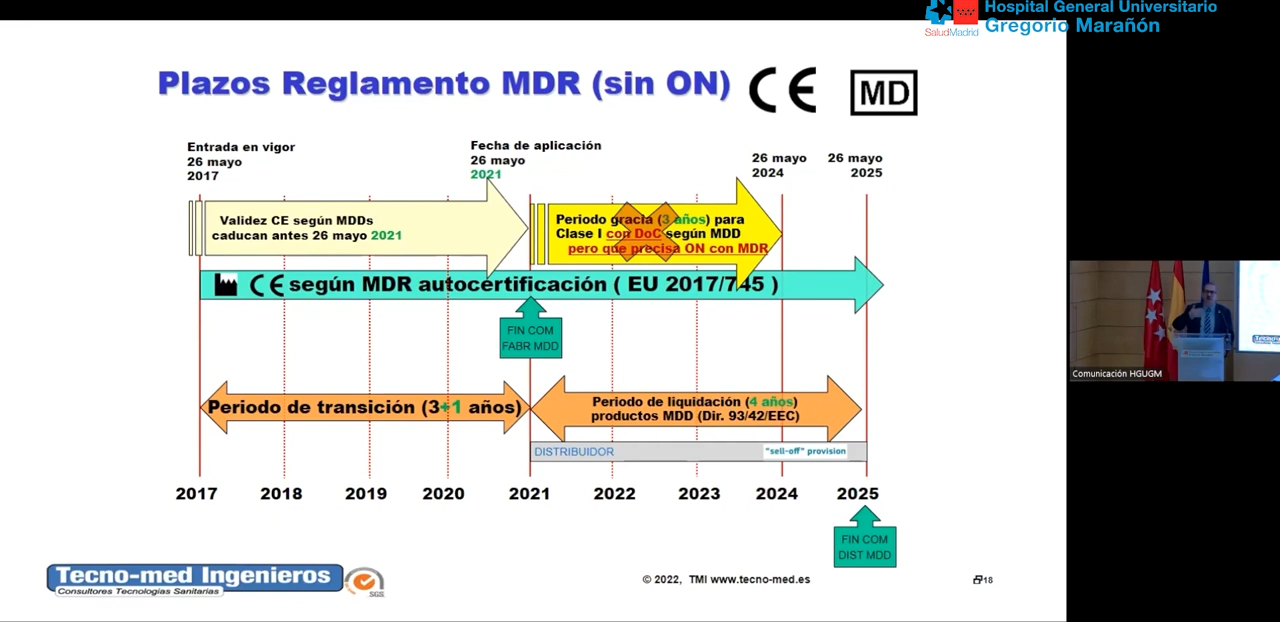 Hospital General Universitario
SaludMadrid Gregorio Marañón
Plazos Reglamento MDR (sin ON) CE MD
Entrada en vigor
26 mayo
2017
Fecha de aplicación
26 mayo
2021
26 mayo
2024
26 mayo
2025
Validez CE según MDDs
caducan antes 26 mayo 2021
Periodo gracia (3 años) para
Clase I con DoC según MDD
pero que precisa ON con MDR
CE según MDR autocertificación ( EU 2017/745 )
FIN COM
FABR MDD
Periodo de transición (3+1 años)
Periodo de liquidación (4 años)
productos MDD (Dir. 93/42/EEC)
DISTRIBUIDOR
"sell-off" provision
2017 2018 2019 2020 2021 2022 2023 2024 2025
FIN COM
DIST MDD
Tecno-med Ingenieros
Consultores Tecnologías Sanitarias
SGS
© 2022, TMI www.tecno-med.es
18
Comunicación HGUGM